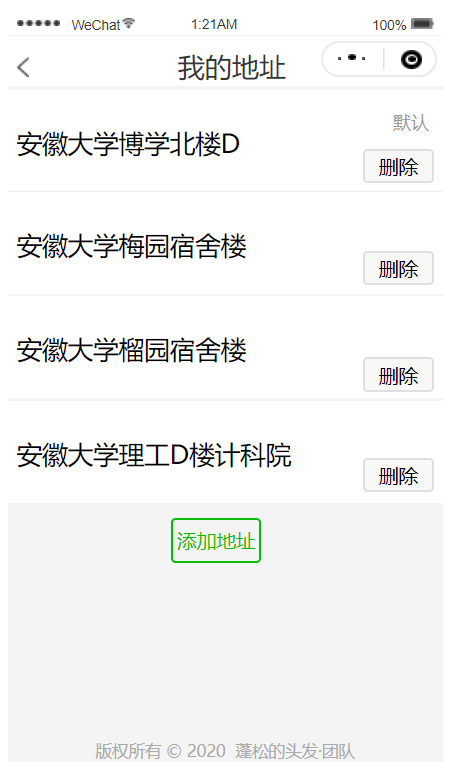 WeChat 1:21AM 100%
我的地址
默认
安徽大学博学北楼D
删除
安徽大学梅园宿舍楼
删除
安徽大学榴园宿舍楼
删除
安徽大学理工D楼计科院
删除
添加地址
版权所有 © 2020 蓬松的头发·团队